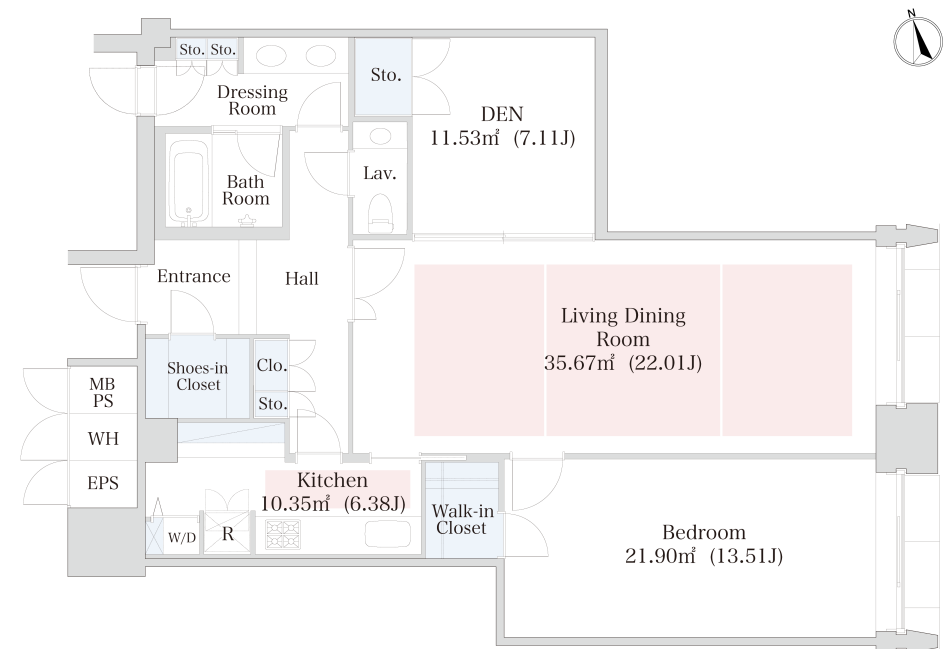 N
Sto. Sto.
Dressing
Room
Sto.
DEN
11.53㎡ (7.11J)
Bath
Room
Lav.
Entrance
Hall
Living Dining
Room
35.67㎡ (22.01J)
Shoes-in
Closet
Clo.
Sto.
MB
PS
WH
EPS
Kitchen
10.35㎡ (6.38J)
Walk-in
Closet
W/D
R
Bedroom
21.90㎡ (13.51J)